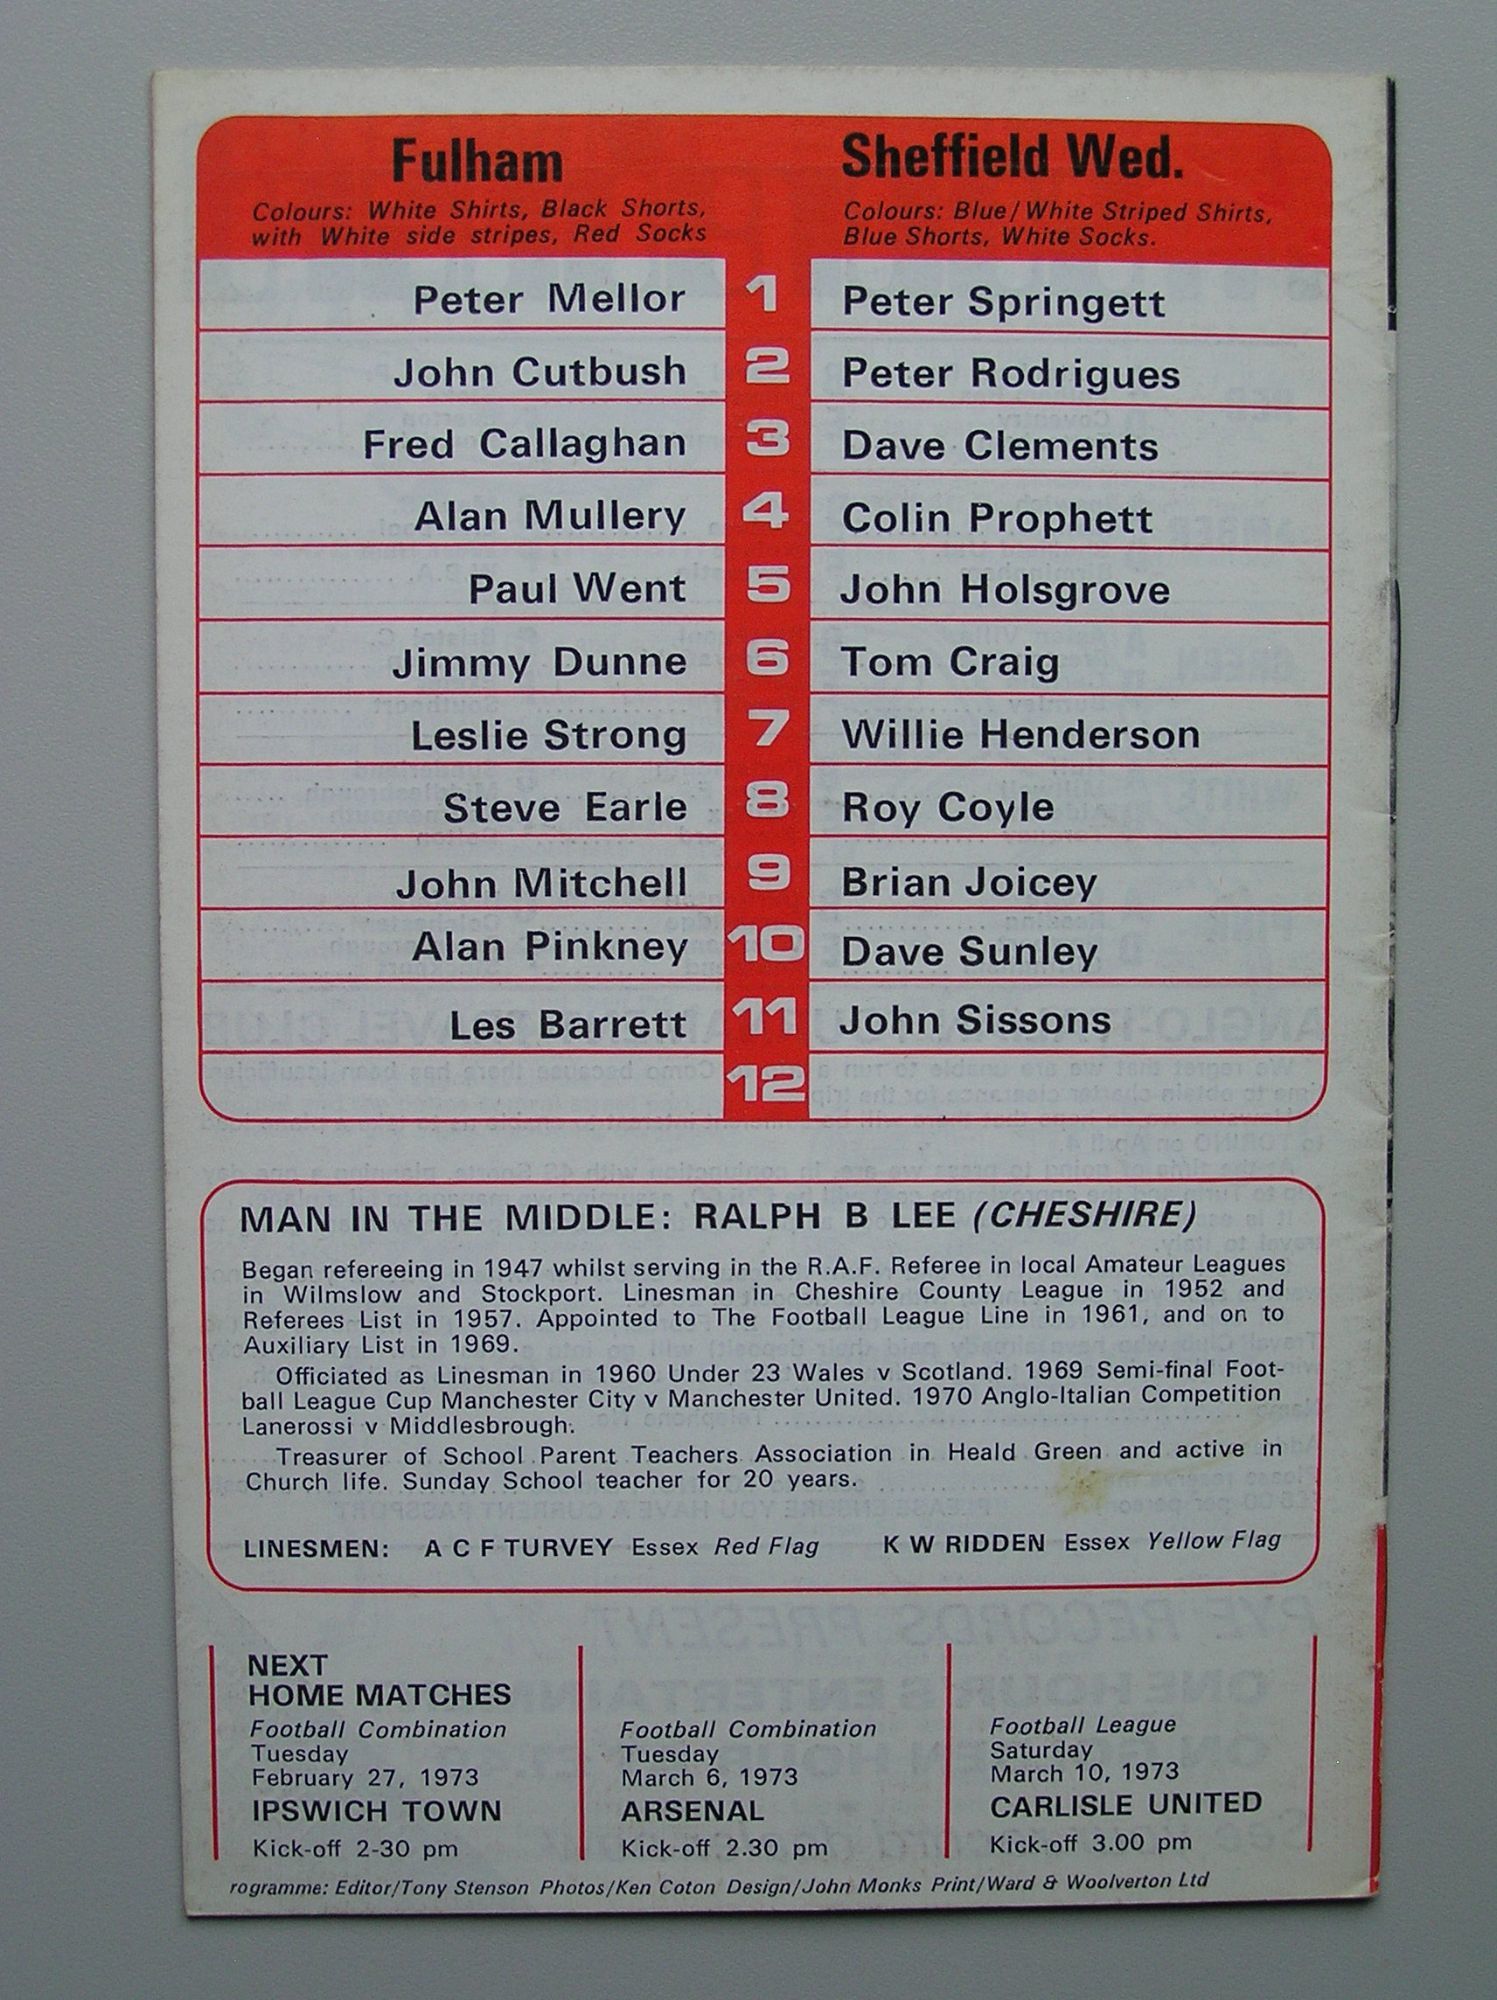 Fulham
Colours: White Shirts, Black Shorts,
with White side stripes, Red Socks
Sheffield Wed.
Colours: Blue/White Striped Shirts,
Blue Shorts, White Socks.
Peter Mellor 1 Peter Springett
John Cutbush 2 Peter Rodrigues
Fred Callaghan 3 Dave Clements
Alan Mullery 4 Colin Prophett
Paul Went 5 John Holsgrove
Jimmy Dunne 6 Tom Craig
Leslie Strong 7 Willie Henderson
Steve Earle 8 Roy Coyle
John Mitchell 9 Brian Joicey
Alan Pinkney 10 Dave Sunley
Les Barrett 11 John Sissons
12
MAN IN THE MIDDLE: RALPH B LEE (CHESHIRE)
Began refereeing in 1947 whilst serving in the R.A.F. Referee in local Amateur Leagues
in Wilmslow and Stockport. Linesman in Cheshire County League in 1952 and
Referees List in 1957. Appointed to The Football League Line in 1961, and on to
Auxiliary List in 1969.
Officiated as Linesman in 1960 Under 23 Wales v Scotland. 1969 Semi-final Foot-
ball League Cup Manchester City v Manchester United. 1970 Anglo-Italian Competition
Lanerossi v Middlesbrough.
Treasurer of School Parent Teachers Association in Heald Green and active in
Church life. Sunday School teacher for 20 years.
LINESMEN: A C F TURVEY Essex Red Flag K W RIDDEN Essex Yellow Flag
NEXT
HOME MATCHES
Football Combination
Tuesday
February 27, 1973
IPSWICH TOWN
Kick-off 2-30 pm
Football Combination
Tuesday
March 6, 1973
ARSENAL
Kick-off 2.30 pm
Football League
Saturday
March 10, 1973
CARLISLE UNITED
Kick-off 3.00 pm
rogramme: Editor/Tony Stenson Photos/Ken Coton Design/John Monks Print/Ward & Woolverton Ltd